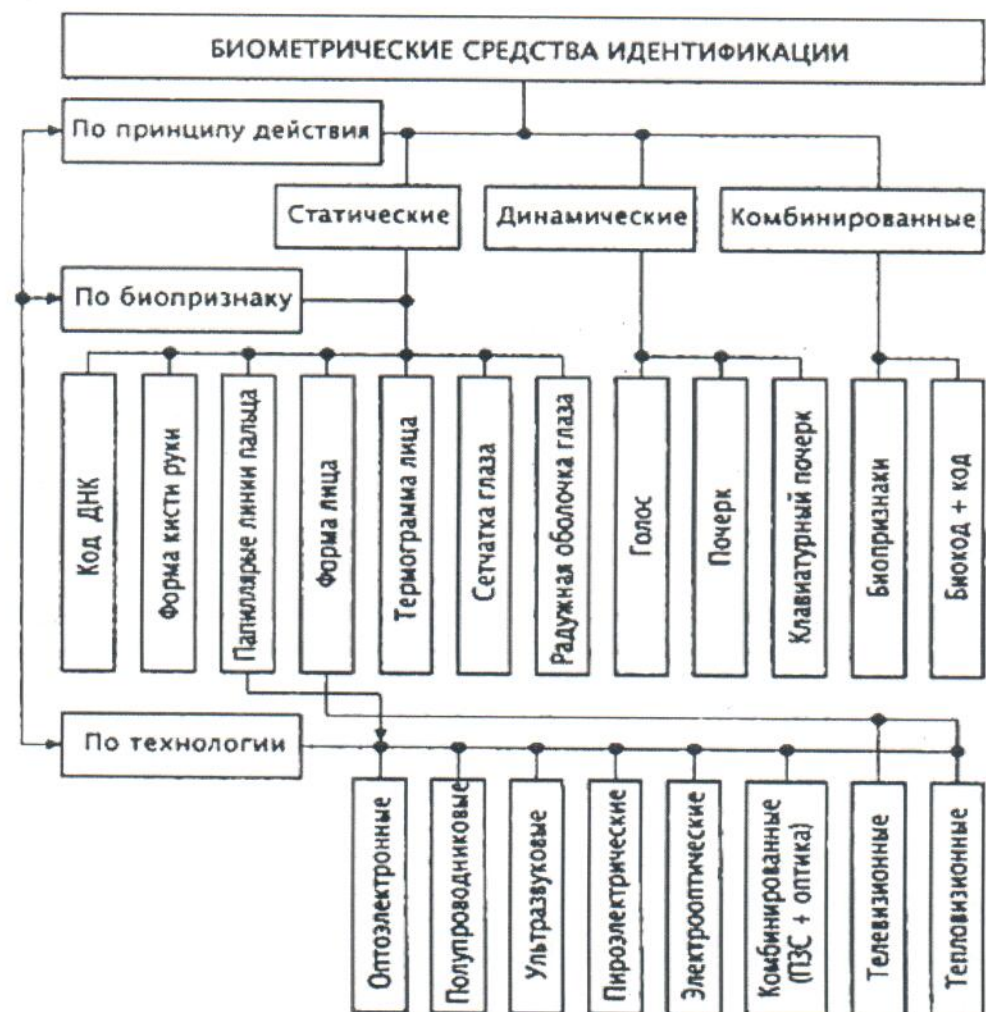 БИОМЕТРИЧЕСКИЕ СРЕДСТВА ИДЕНТИФИКАЦИИ
По принципу действия
Статические
Динамические
Комбинированные
По биопризнаку
Код ДНК
Форма кисти руки
Папиллярые линии пальца
Форма лица
Термограмма лица
Сетчатка глаза
Радужная оболочка глаза
Голос
Почерк
Клавиатурный почерк
Биопризнаки
Биокод + код
По технологии
Оптоэлектронные
Полупроводниковые
Ультразвуковые
Пироэлектрические
Электрооптические
Комбинированные
(ПЗС + оптика)
Телевизионные
Тепловизионные